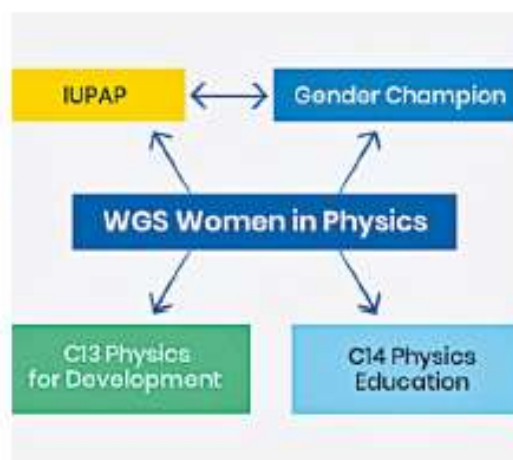 IUPAP
Gender Champion
WGS Women in Physics
C13 Physics
for Development
C14 Physics
Education